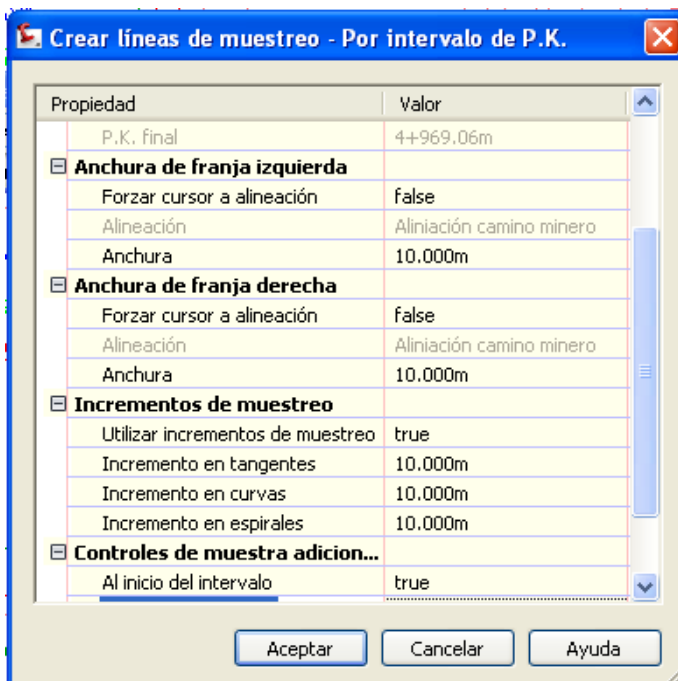 Crear líneas de muestreo - Por intervalo de P.K.
Propiedad Valor
P.K. final 4+969.06m
Anchura de franja izquierda
Forzar cursor a alineación false
Alineación Aliniación camino minero
Anchura 10.000m
Anchura de franja derecha
Forzar cursor a alineación false
Alineación Aliniación camino minero
Anchura 10.000m
Incrementos de muestreo
Utilizar incrementos de muestreo true
Incremento en tangentes 10.000m
Incremento en curvas 10.000m
Incremento en espirales 10.000m
Controles de muestra adicion...
Al inicio del intervalo true
Aceptar Cancelar Ayuda